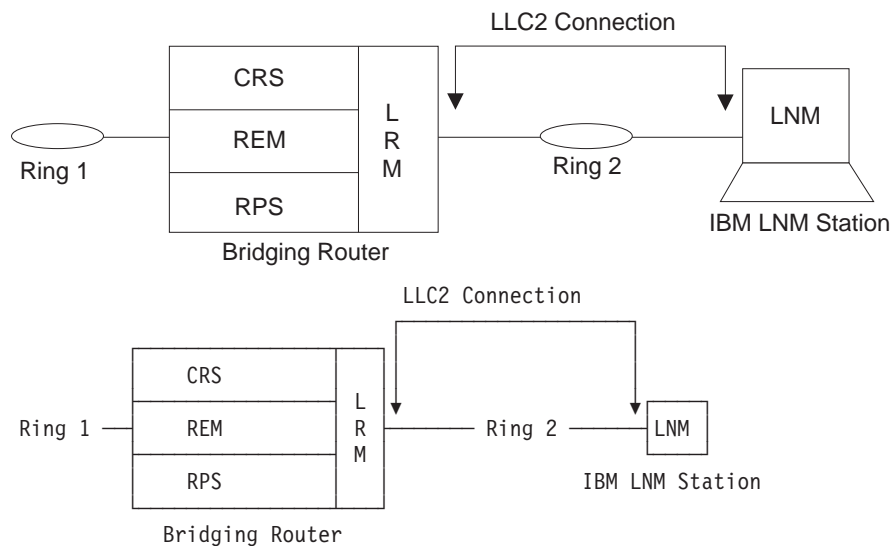 LLC2 Connection
CRS
REM
RPS
L
R
M
LNM
Ring 1
Ring 2
IBM LNM Station
Bridging Router
LLC2 Connection
CRS
REM
RPS
L
R
M
Ring 1
Ring 2
LNM
IBM LNM Station
Bridging Router